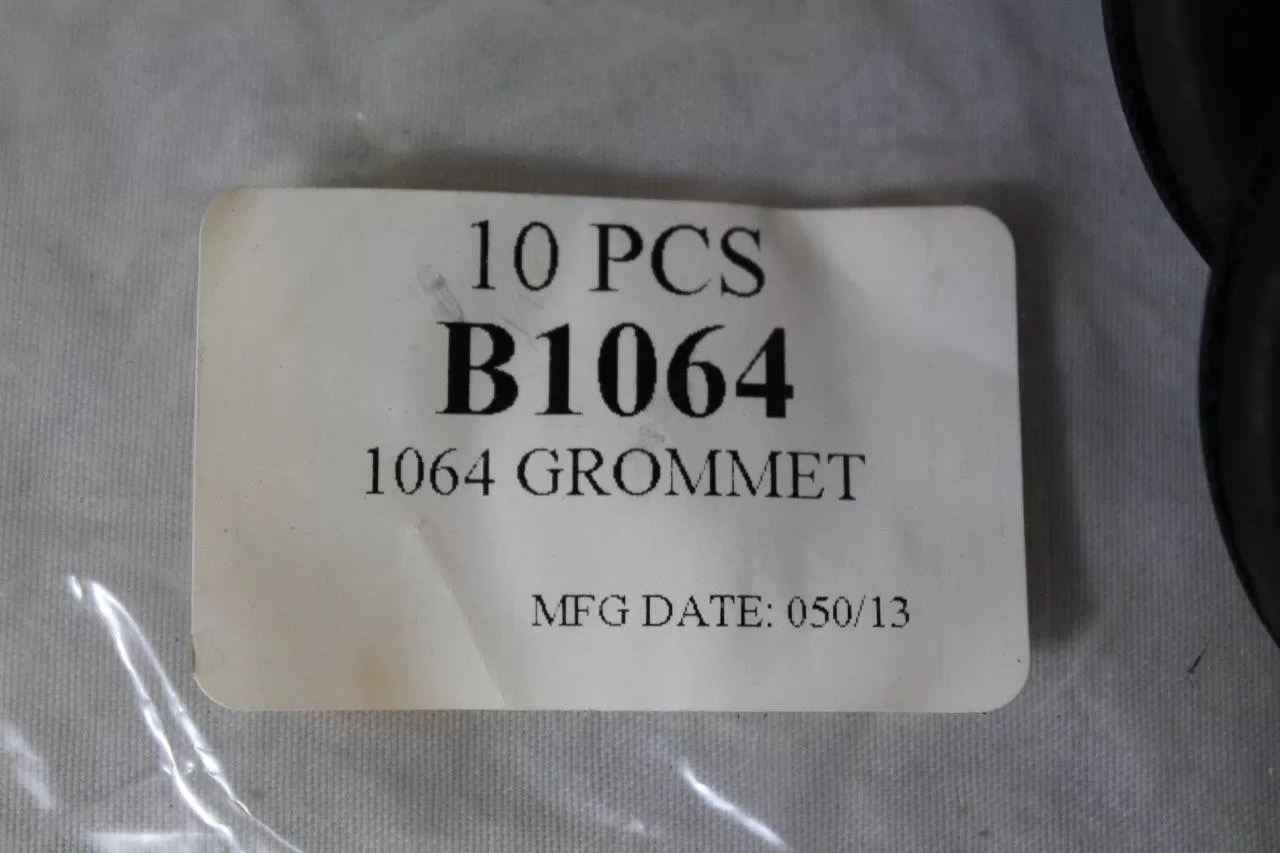 10 PCS
B1064
1064 GROMMET
MFG DATE: 050/13